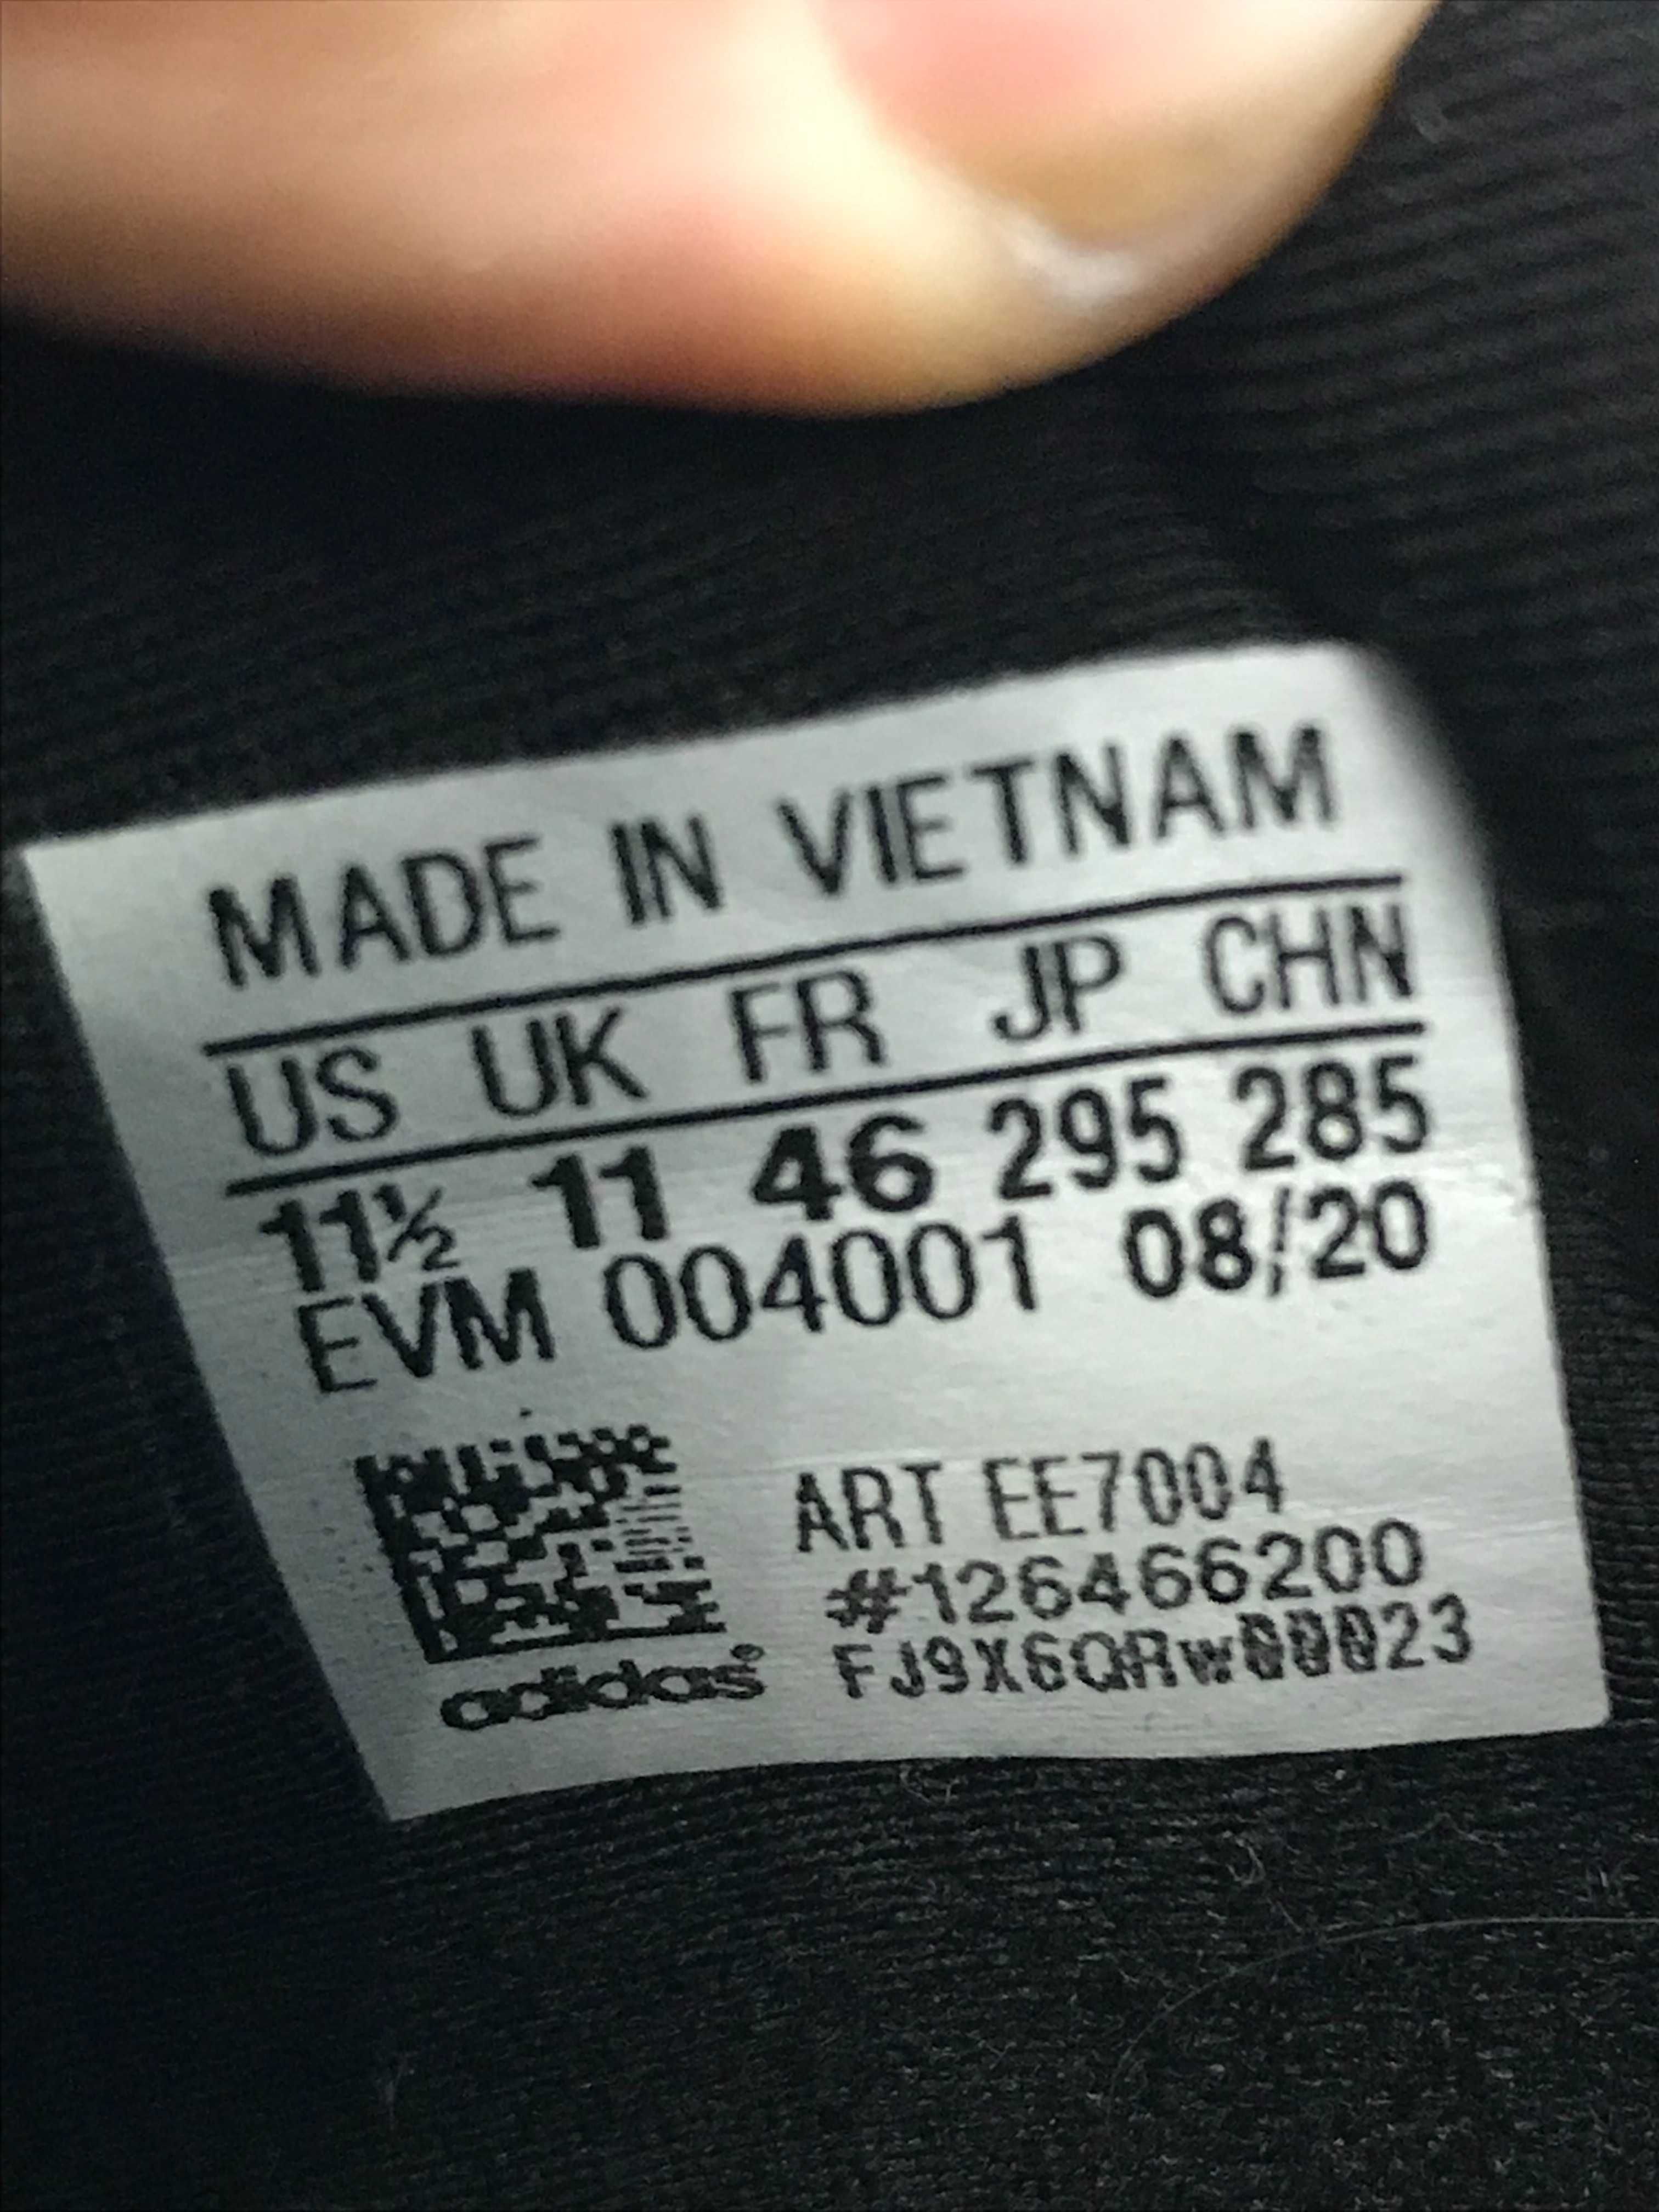 MADE IN VIETNAM
US UK FR JP CHN
11½ 11 46 295 285
EVM 004001 08/20
ART EE7004
#126466200
FJ9X6QRw00023
adidas®